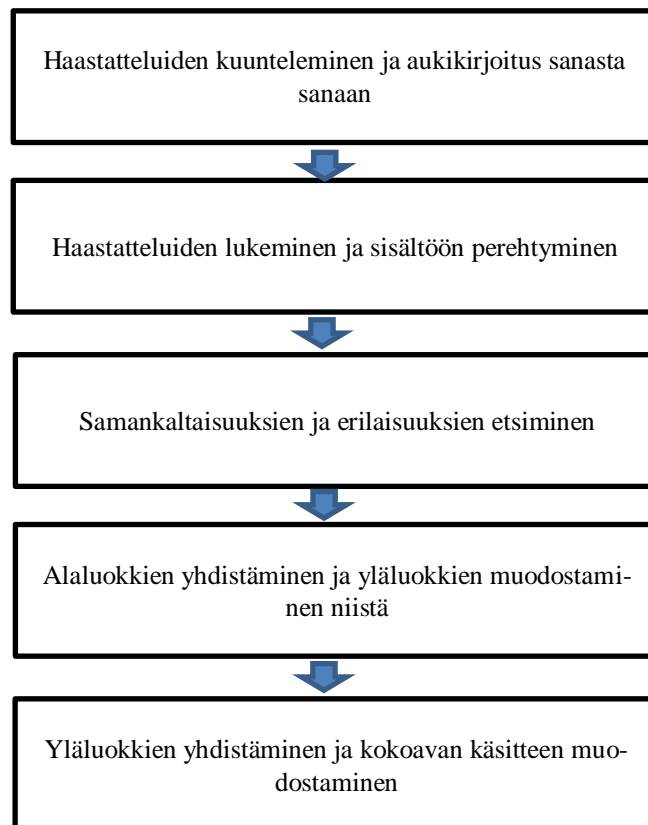 Haastatteluiden kuunteleminen ja aukikirjoitus sanasta
sanaan
Haastatteluiden lukeminen ja sisältöön perehtyminen
Samankaltaisuuksien ja erilaisuuksien etsiminen
Alaluokkien yhdistäminen ja yläluokkien muodostami-
nen niistä
Yläluokkien yhdistäminen ja kokoavan käsitteen muo-
dostaminen